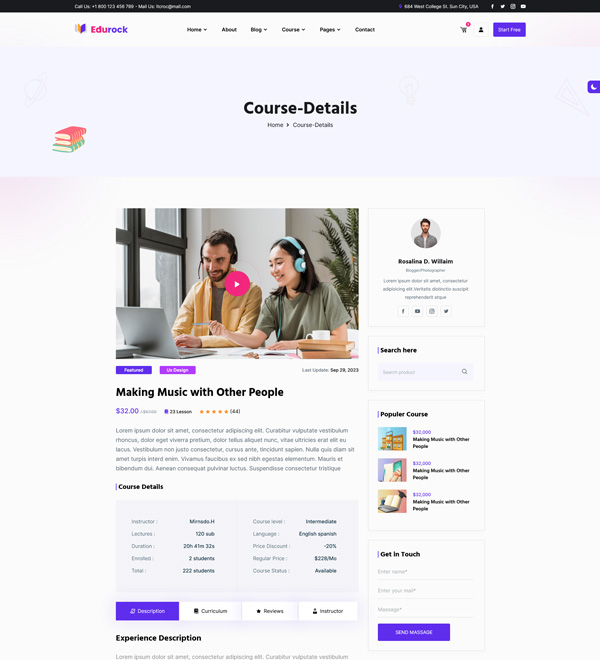 Call Us: +1 800 123 456 789 - Mail Us: Itcroc@mail.com
684 West College St. Sun City, USA
Edurock
Home
About
Blog
Course
Pages
Contact
Start Free
Course-Details
Home
Course-Details
Featured
Ux Design
Last Update: Sep 29, 2023
Making Music with Other People
$32.00
23 Lesson
(44)
Lorem ipsum dolor sit amet, consectetur adipiscing elit. Curabitur vulputate vestibulum
rhoncus, dolor eget viverra pretium, dolor tellus aliquet nunc, vitae ultricies erat elit eu
lacus. Vestibulum non justo consectetur, cursus ante, tincidunt sapien. Nulla quis diam sit
amet turpis interd enim. Vivamus faucibus ex sed nibh egestas elementum. Mauris et
bibendum dui. Aenean consequat pulvinar luctus. Suspendisse consectetur tristique
Course Details
Instructor : Mirnsdo.H
Lectures : 120 sub
Duration : 20h 41m 32s
Enrolled : 2 students
Total : 222 students
Course level : Intermediate
Language : English spanish
Price Discount : -20%
Regular Price : $228/Mo
Course Status : Available
Description
Curriculum
Reviews
Instructor
Experience Description
Lorem ipsum dolor sit amet, consectetur adipiscing elit. Curabitur vulputate vestibulum
Rosalina D. Willaim
Blogger/Photographer
Lorem ipsum dolor sit amet, consectetur
adipiscing elit Veritatis distinctio suscipit
reprehenderit atque
Search here
Search product
Populer Course
$32,000
Making Music with Other
People
$32,000
Making Music with Other
People
$32,000
Making Music with Other
People
Get in Touch
Enter name*
Enter your mail*
Massage*
SEND MASSAGE